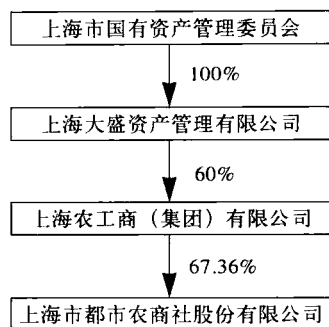 上海市国有资产管理委员会
100%
上海大盛资产管理有限公司
60%
上海农工商（集团）有限公司
67.36%
上海市都市农商社股份有限公司